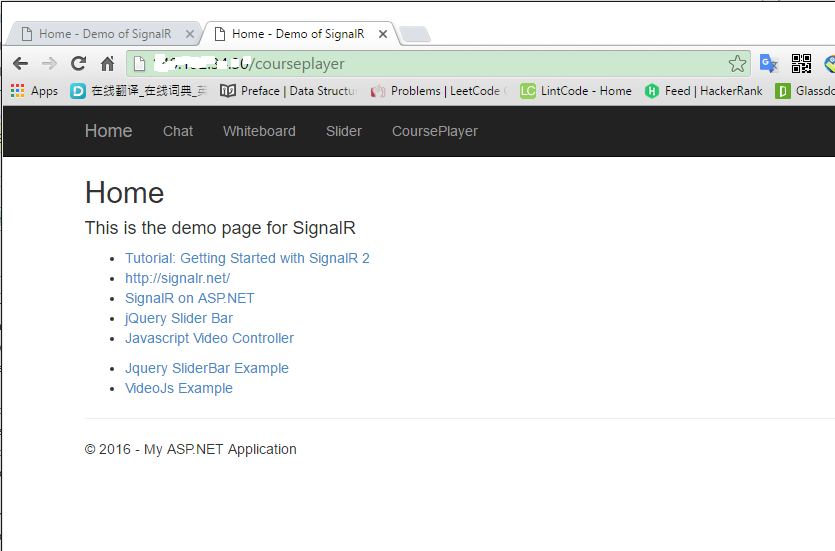 Home - Demo of SignalR
Home - Demo of SignalR
/courseplayer
Apps 在线翻译_在线词典_英 Preface | Data Structur Problems | LeetCode LintCode - Home Feed | HackerRank Glassdo
Home Chat Whiteboard Slider CoursePlayer
Home
This is the demo page for SignalR
Tutorial: Getting Started with SignalR 2
http://signalr.net/
SignalR on ASP.NET
jQuery Slider Bar
Javascript Video Controller
Jquery SliderBar Example
VideoJs Example
© 2016 - My ASP.NET Application